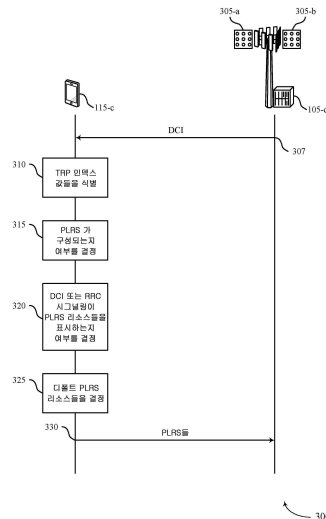 305-a
305-b
115-c
105-c
DCI
307
310
TRP 인덱스
값들을 식별
315
PLRS 가
구성되는지
여부를 결정
320
DCI 또는 RRC
시그널링이
PLRS 리소스들을
표시하는지
여부를 결정
325
디폴트 PLRS
리소스들을 결정
330
PLRS들